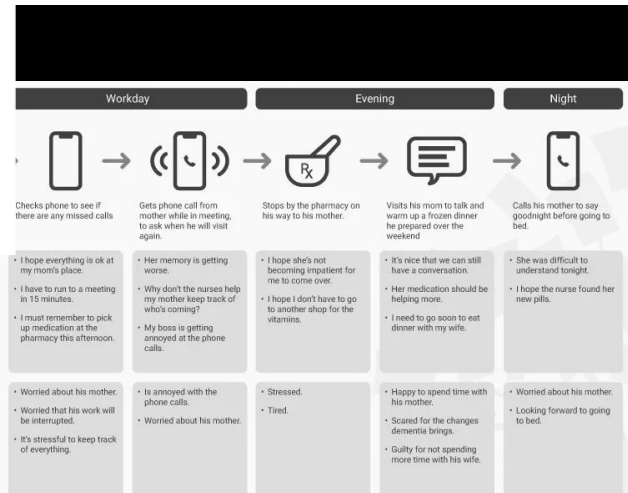 Workday
Evening
Night
Checks phone to see if
there are any missed calls
Gets phone call from
mother while in meeting,
to ask when he will visit
again.
Rx
Stops by the pharmacy on
his way to his mother.
Visits his mom to talk and
warm up a frozen dinner
he prepared over the
weekend
Calls his mother to say
goodnight before going to
bed.
• I hope everything is ok at
my mom's place.
• I have to run to a meeting
in 15 minutes.
• I must remember to pick
up medication at the
pharmacy this afternoon.
• Her memory is getting
worse.
• Why don't the nurses help
my mother keep track of
who's coming?
• My boss is getting
annoyed at the phone
calls.
• I hope she's not
becoming impatient for
me to come over.
• I hope I don't have to go
to another shop for the
vitamins.
• It's nice that we can still
have a conversation.
• Her medication should be
helping more.
• I need to go soon to eat
dinner with my wife.
• She was difficult to
understand tonight.
• I hope the nurse found her
new pills.
• Worried about his mother.
• Worried that his work will
be interrupted.
• It's stressful to keep track
of everything.
• Is annoyed with the
phone calls.
• Worried about his mother.
• Stressed.
• Tired.
• Happy to spend time with
his mother.
• Scared for the changes
dementia brings.
• Guilty for not spending
more time with his wife.
• Worried about his mother.
• Looking forward to going
to bed.